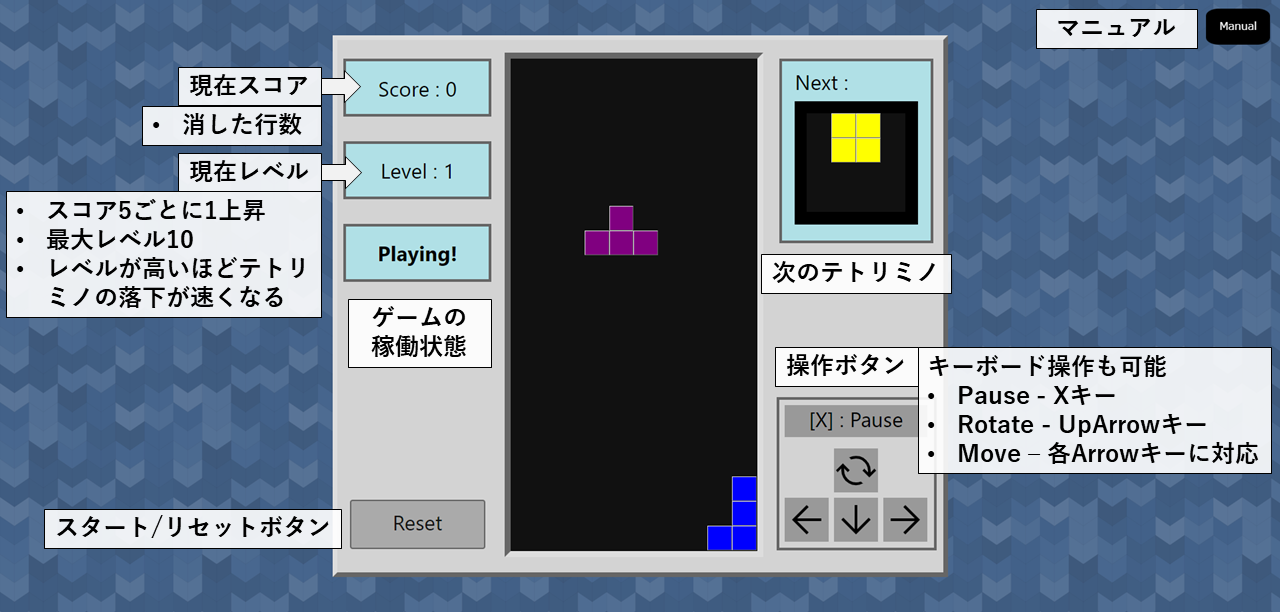 マニュアル
Manual
現在スコア
Score : 0
• 消した行数
現在レベル
Level : 1
• スコア5ごとに1上昇
• 最大レベル10
• レベルが高いほどテトリ
ミノの落下が速くなる
Playing!
ゲームの
稼働状態
スタート/リセットボタン
Reset
Next :
次のテトリミノ
操作ボタン
キーボード操作も可能
• Pause - Xキー
• Rotate - UpArrowキー
• Move – 各Arrowキーに対応
[X] : Pause